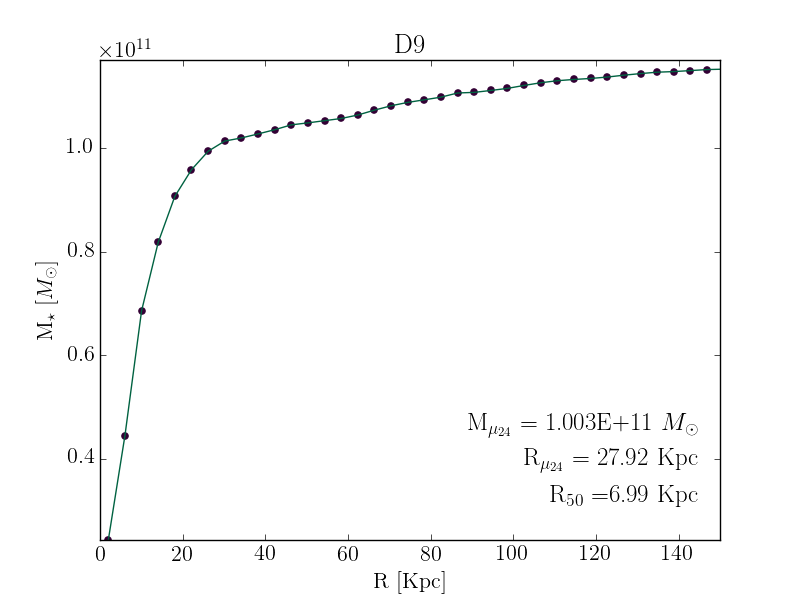 D9
×10¹¹
1.0
0.8
0.6
0.4
M⋆ [M⊙]
M_μ24 = 1.003E+11 M⊙
R_μ24 = 27.92 Kpc
R₅₀ =6.99 Kpc
0 20 40 60 80 100 120 140
R [Kpc]